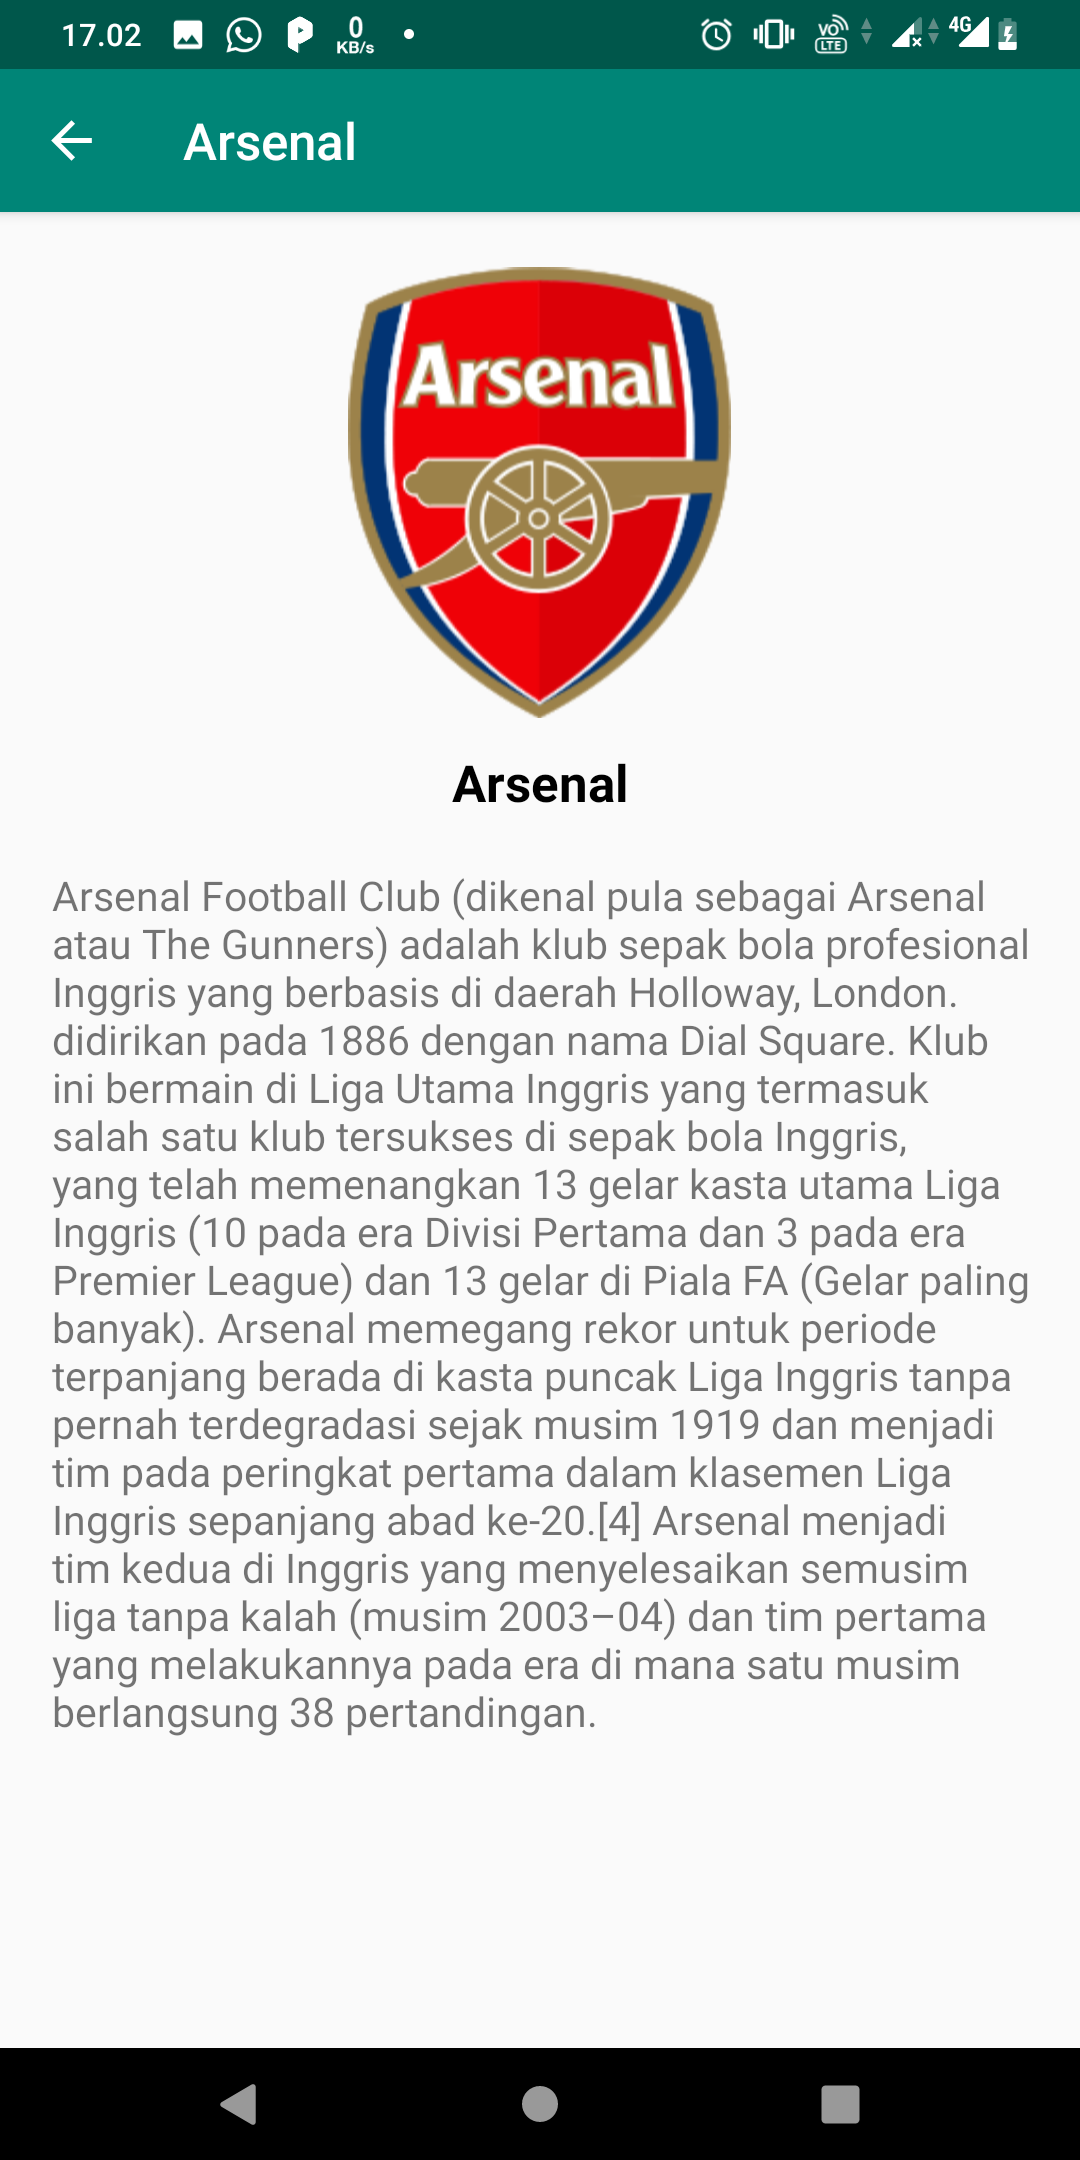 17.02
0
KB/s
VO
LTE
4G
Arsenal
Arsenal
Arsenal
Arsenal Football Club (dikenal pula sebagai Arsenal
atau The Gunners) adalah klub sepak bola profesional
Inggris yang berbasis di daerah Holloway, London.
didirikan pada 1886 dengan nama Dial Square. Klub
ini bermain di Liga Utama Inggris yang termasuk
salah satu klub tersukses di sepak bola Inggris,
yang telah memenangkan 13 gelar kasta utama Liga
Inggris (10 pada era Divisi Pertama dan 3 pada era
Premier League) dan 13 gelar di Piala FA (Gelar paling
banyak). Arsenal memegang rekor untuk periode
terpanjang berada di kasta puncak Liga Inggris tanpa
pernah terdegradasi sejak musim 1919 dan menjadi
tim pada peringkat pertama dalam klasemen Liga
Inggris sepanjang abad ke-20.[4] Arsenal menjadi
tim kedua di Inggris yang menyelesaikan semusim
liga tanpa kalah (musim 2003–04) dan tim pertama
yang melakukannya pada era di mana satu musim
berlangsung 38 pertandingan.